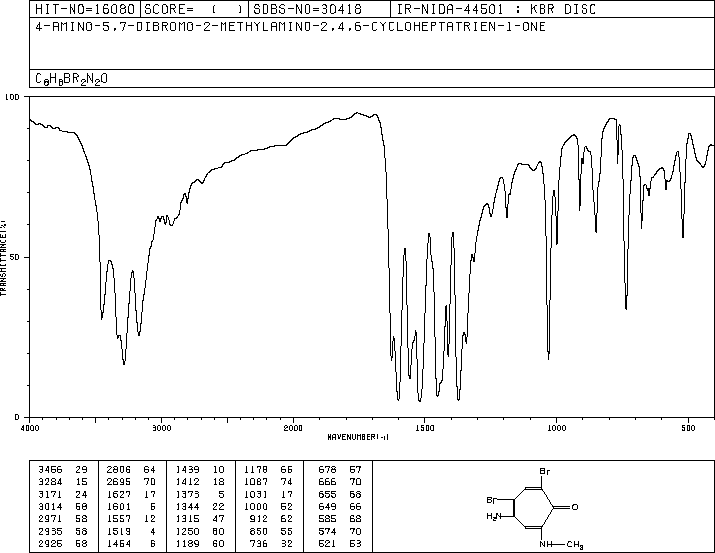 HIT-NO=16080 SCORE= ( ) SDBS-NO=30418 IR-NIDA-44501 : KBR DISC
4-AMINO-5,7-DIBROMO-2-METHYLAMINO-2,4,6-CYCLOHEPTATRIEN-1-ONE
C8H8BR2N2O
100
50
0
TRANSMITTANCE(%)
4000 3000 2000 1500 1000 500
WAVENUMBER(-1)
3466 29 2806 64 1439 10 1178 66 678 57
3284 15 2695 70 1412 18 1087 74 666 70
3171 24 1627 17 1373 5 1031 17 655 68
3014 58 1601 5 1344 22 1000 52 649 66
2971 58 1557 12 1315 47 912 62 585 68
2935 58 1519 4 1250 60 850 55 574 70
2925 58 1454 6 1189 60 736 32 521 53
Br
Br
O
H2N
NH
CH3